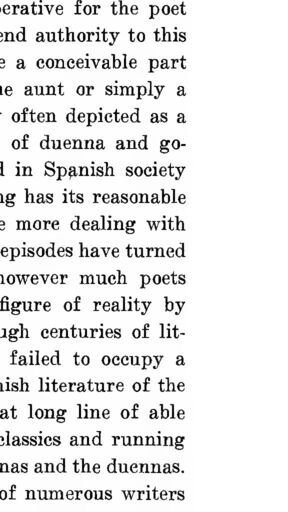 erative for the poet
end authority to this
e a conceivable part
e aunt or simply a
often depicted as a
of duenna and go-
d in Spanish society
ng has its reasonable
e more dealing with
episodes have turned
however much poets
figure of reality by
ugh centuries of lit-
failed to occupy a
nish literature of the
at long line of able
classics and running
nas and the duennas.
of numerous writers